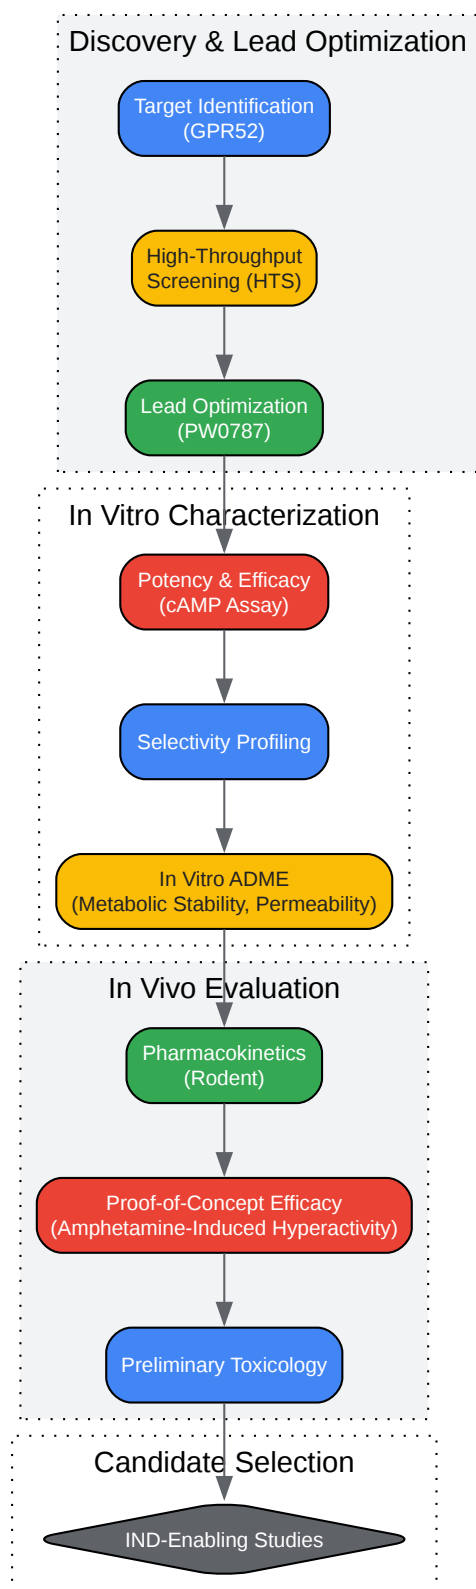 Discovery & Lead Optimization
Target Identification
(GPR52)
High-Throughput
Screening (HTS)
Lead Optimization
(PW0787)
In Vitro Characterization
Potency & Efficacy
(cAMP Assay)
Selectivity Profiling
In Vitro ADME
(Metabolic Stability, Permeability)
In Vivo Evaluation
Pharmacokinetics
(Rodent)
Proof-of-Concept Efficacy
(Amphetamine-Induced Hyperactivity)
Preliminary Toxicology
Candidate Selection
IND-Enabling Studies